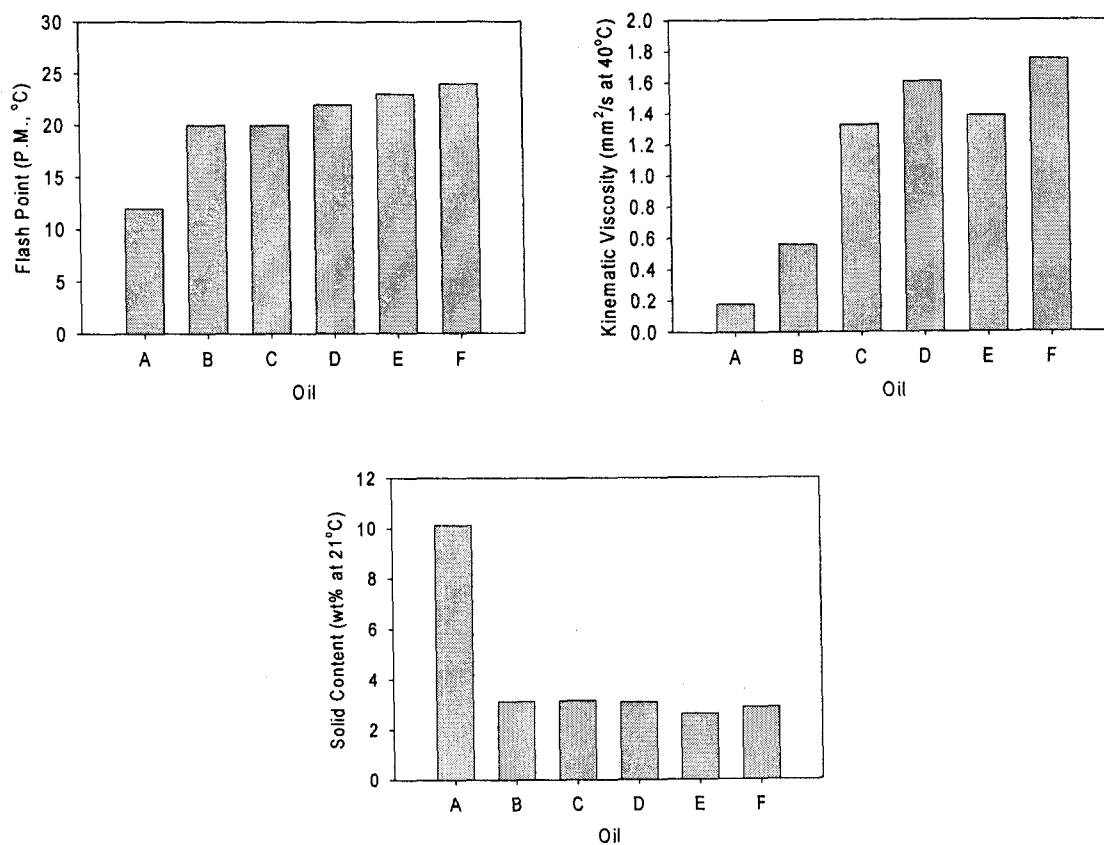 Flash Point (P.M., °C)
30
25
20
15
10
5
0
A B C D E F
Oil
Kinematic Viscosity (mm²/s at 40°C)
2.0
1.8
1.6
1.4
1.2
1.0
0.8
0.6
0.4
0.2
0.0
A B C D E F
Oil
Solid Content (wt% at 21°C)
12
10
8
6
4
2
0
A B C D E F
Oil